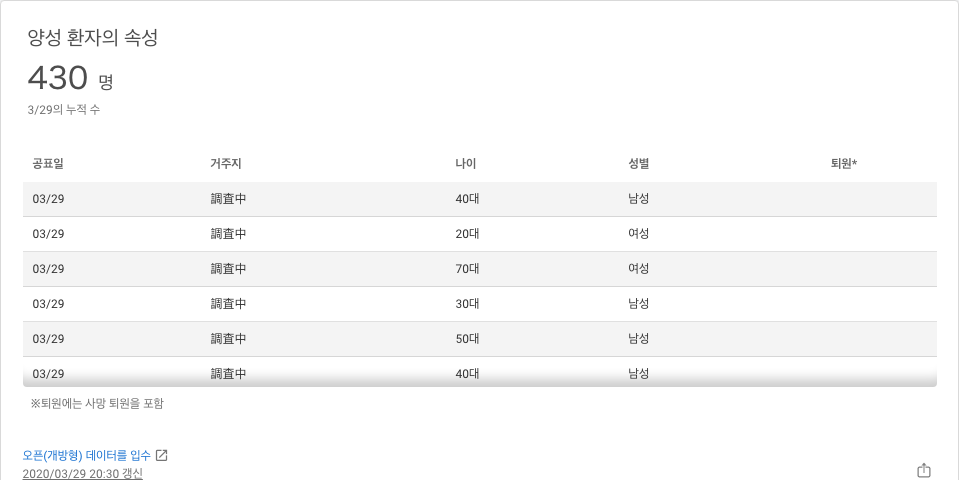 양성 환자의 속성
430 명
3/29의 누적 수
공표일 거주지 나이 성별 퇴원*
03/29 調査中 40대 남성
03/29 調査中 20대 여성
03/29 調査中 70대 여성
03/29 調査中 30대 남성
03/29 調査中 50대 남성
03/29 調査中 40대 남성
※퇴원에는 사망 퇴원을 포함
오픈(개방형) 데이터를 입수
2020/03/29 20:30 갱신